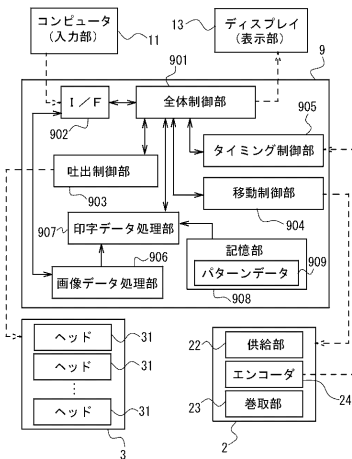 コンピュータ
(入力部)
11
ディスプレイ
(表示部)
13
901
9
I/F
902
全体制御部
905
タイミング制御部
吐出制御部
903
移動制御部
904
907
印字データ処理部
906
画像データ処理部
記憶部
パターンデータ
909
908
ヘッド
31
ヘッド
31
⋮
ヘッド
31
3
22
供給部
エンコーダ
24
23
巻取部
2